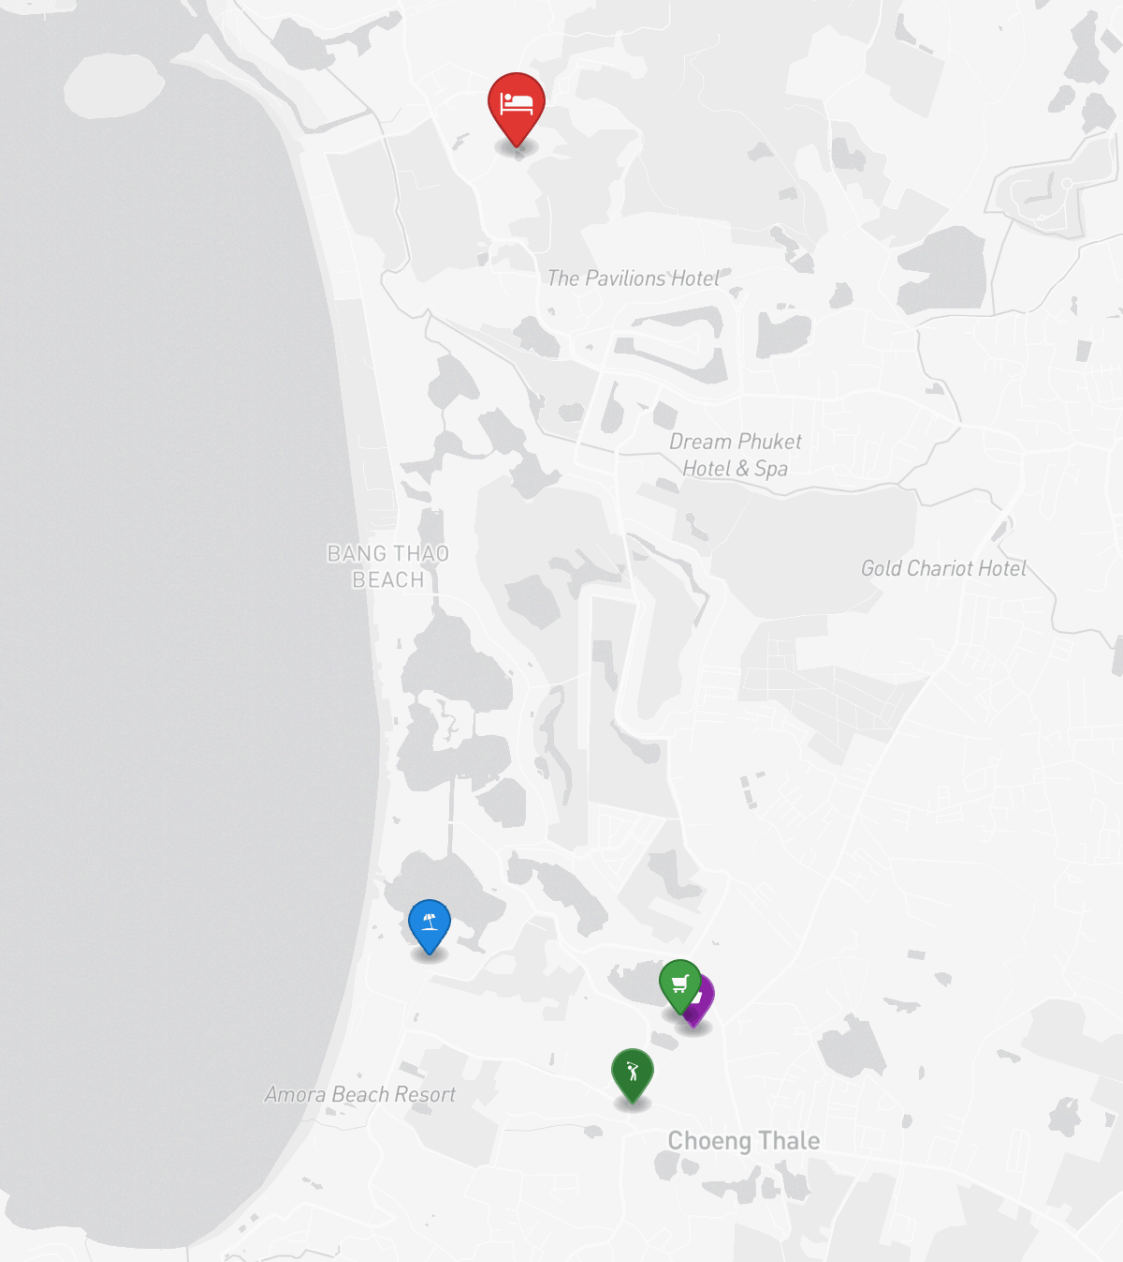 The Pavilions Hotel
Dream Phuket
Hotel & Spa
BANG THAO
BEACH
Gold Chariot Hotel
Amora Beach Resort
Choeng Thale